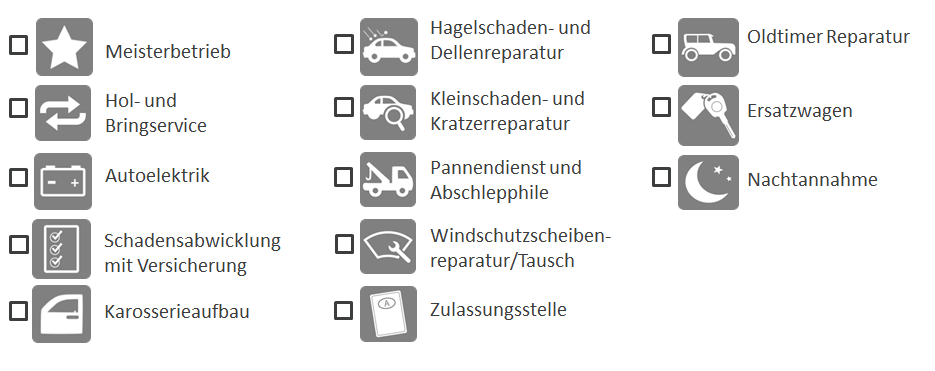 Meisterbetrieb
Hol- und
Bringservice
Autoelektrik
Schadensabwicklung
mit Versicherung
Karosserieaufbau
Hagelschaden- und
Dellenreparatur
Kleinschaden- und
Kratzerreparatur
Pannendienst und
Abschlepphile
Windschutzscheiben-
reparatur/Tausch
A
Zulassungsstelle
Oldtimer Reparatur
Ersatzwagen
Nachtannahme